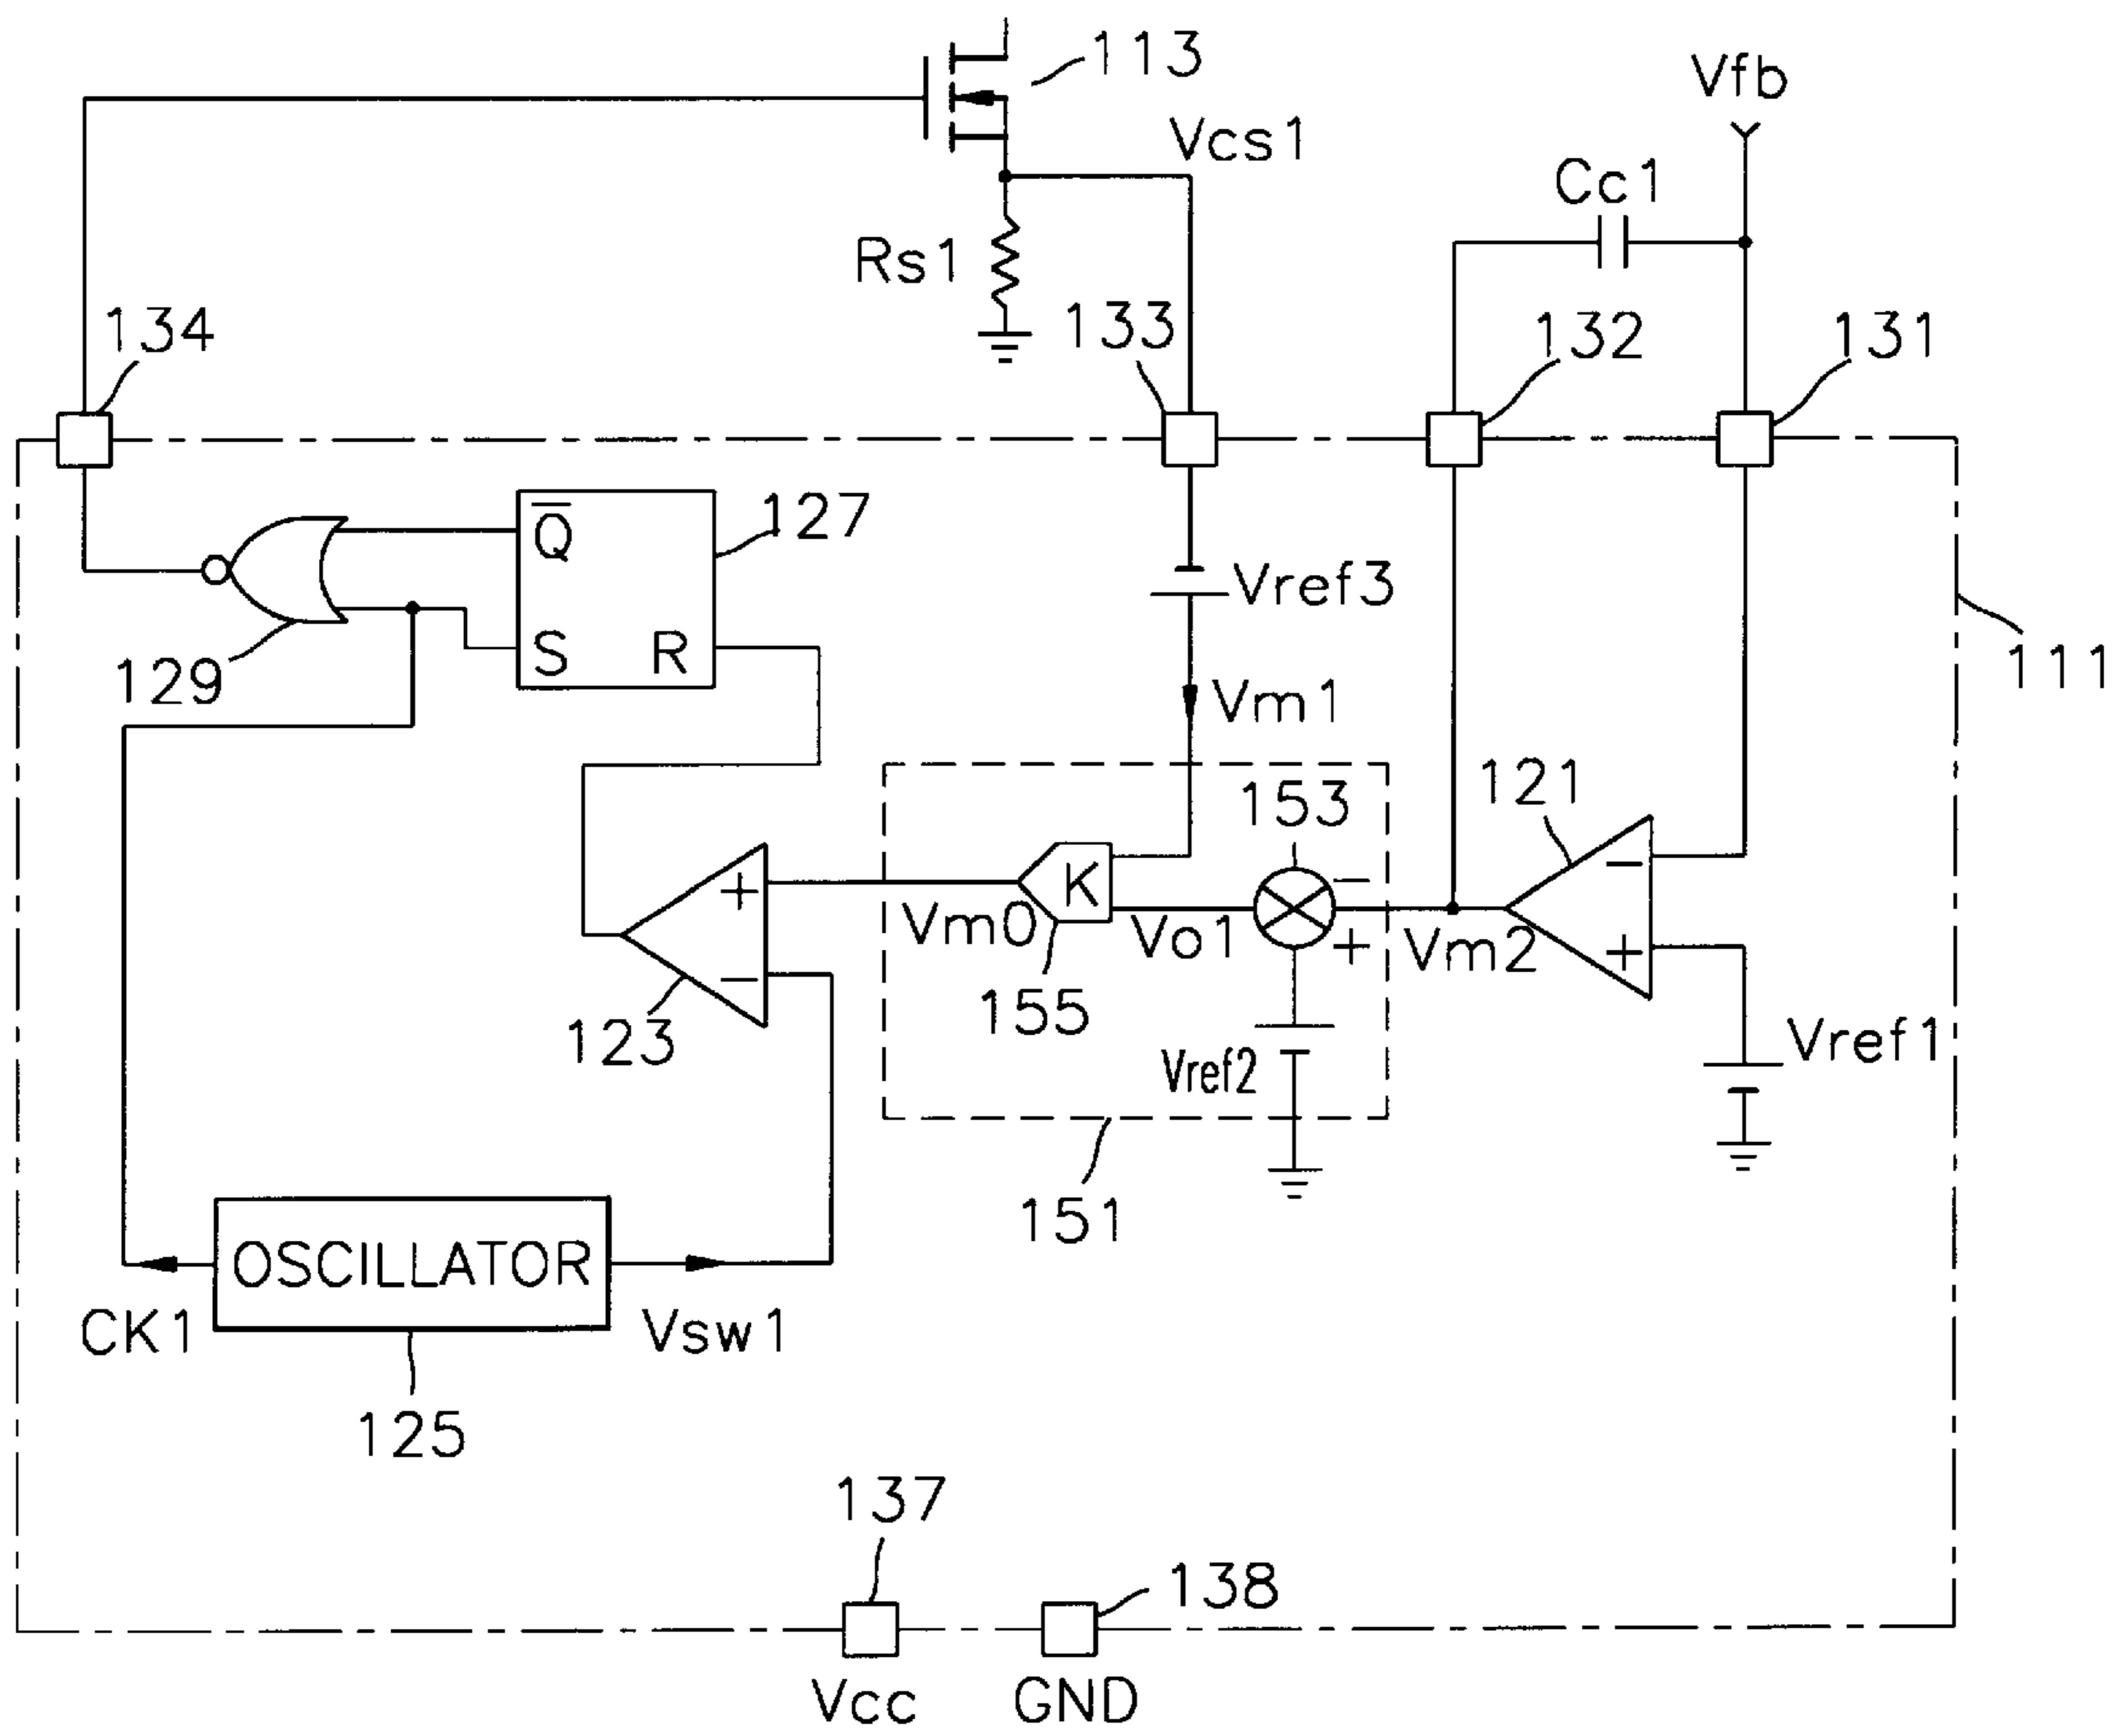 113
Vfb
Vcs1
Cc1
Rs1
134
133
132
131
Q̅
127
Vref3
S
R
129
111
Vm1
153
121
−
K
+
−
Vm0
Vo1
+
Vm2
+
−
155
123
Vref1
Vref2
151
OSCILLATOR
CK1
Vsw1
125
137
138
Vcc
GND